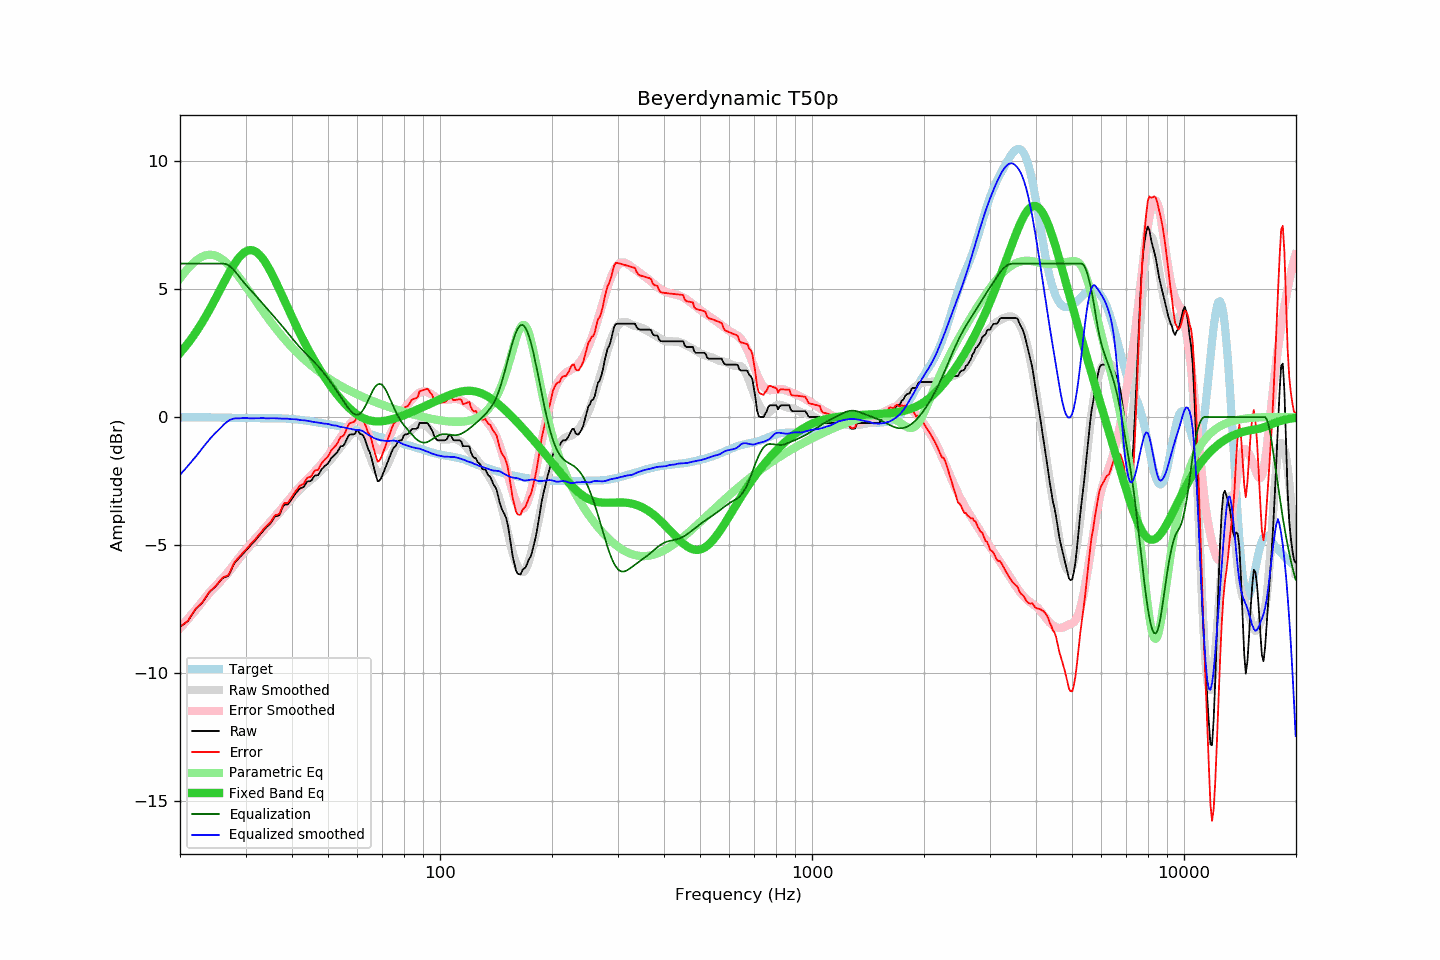 Beyerdynamic T50p
10
5
0
−5
−10
−15
Amplitude (dBr)
Target
Raw Smoothed
Error Smoothed
Raw
Error
Parametric Eq
Fixed Band Eq
Equalization
Equalized smoothed
100 1000 10000
Frequency (Hz)